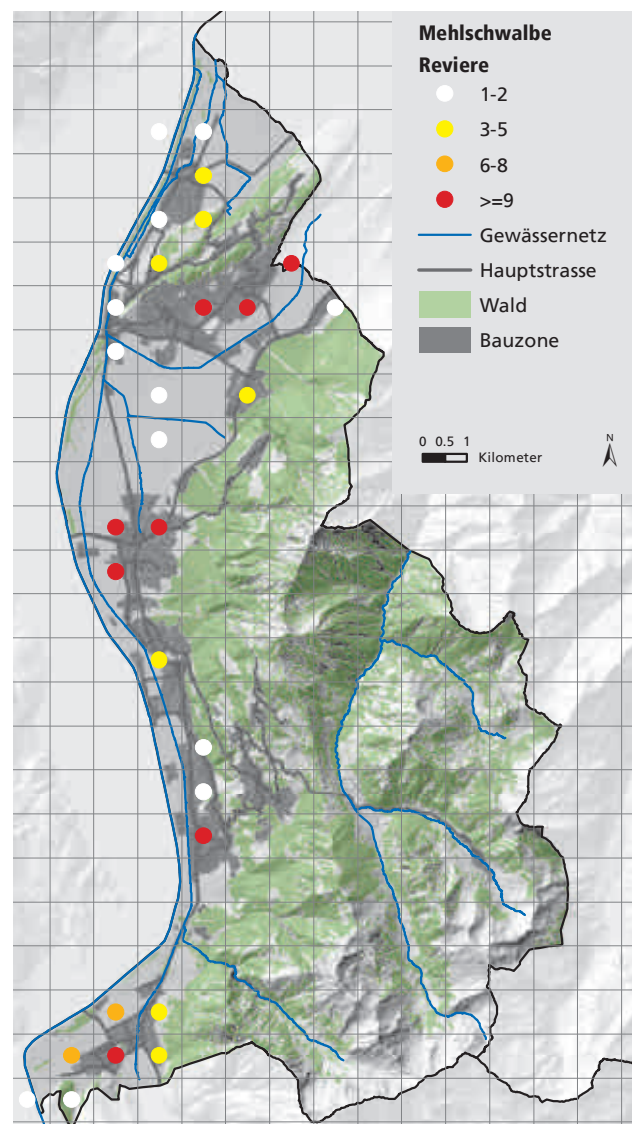 Mehlschwalbe
Reviere
1-2
3-5
6-8
>=9
Gewässernetz
Hauptstrasse
Wald
Bauzone
0 0.5 1 Kilometer
N